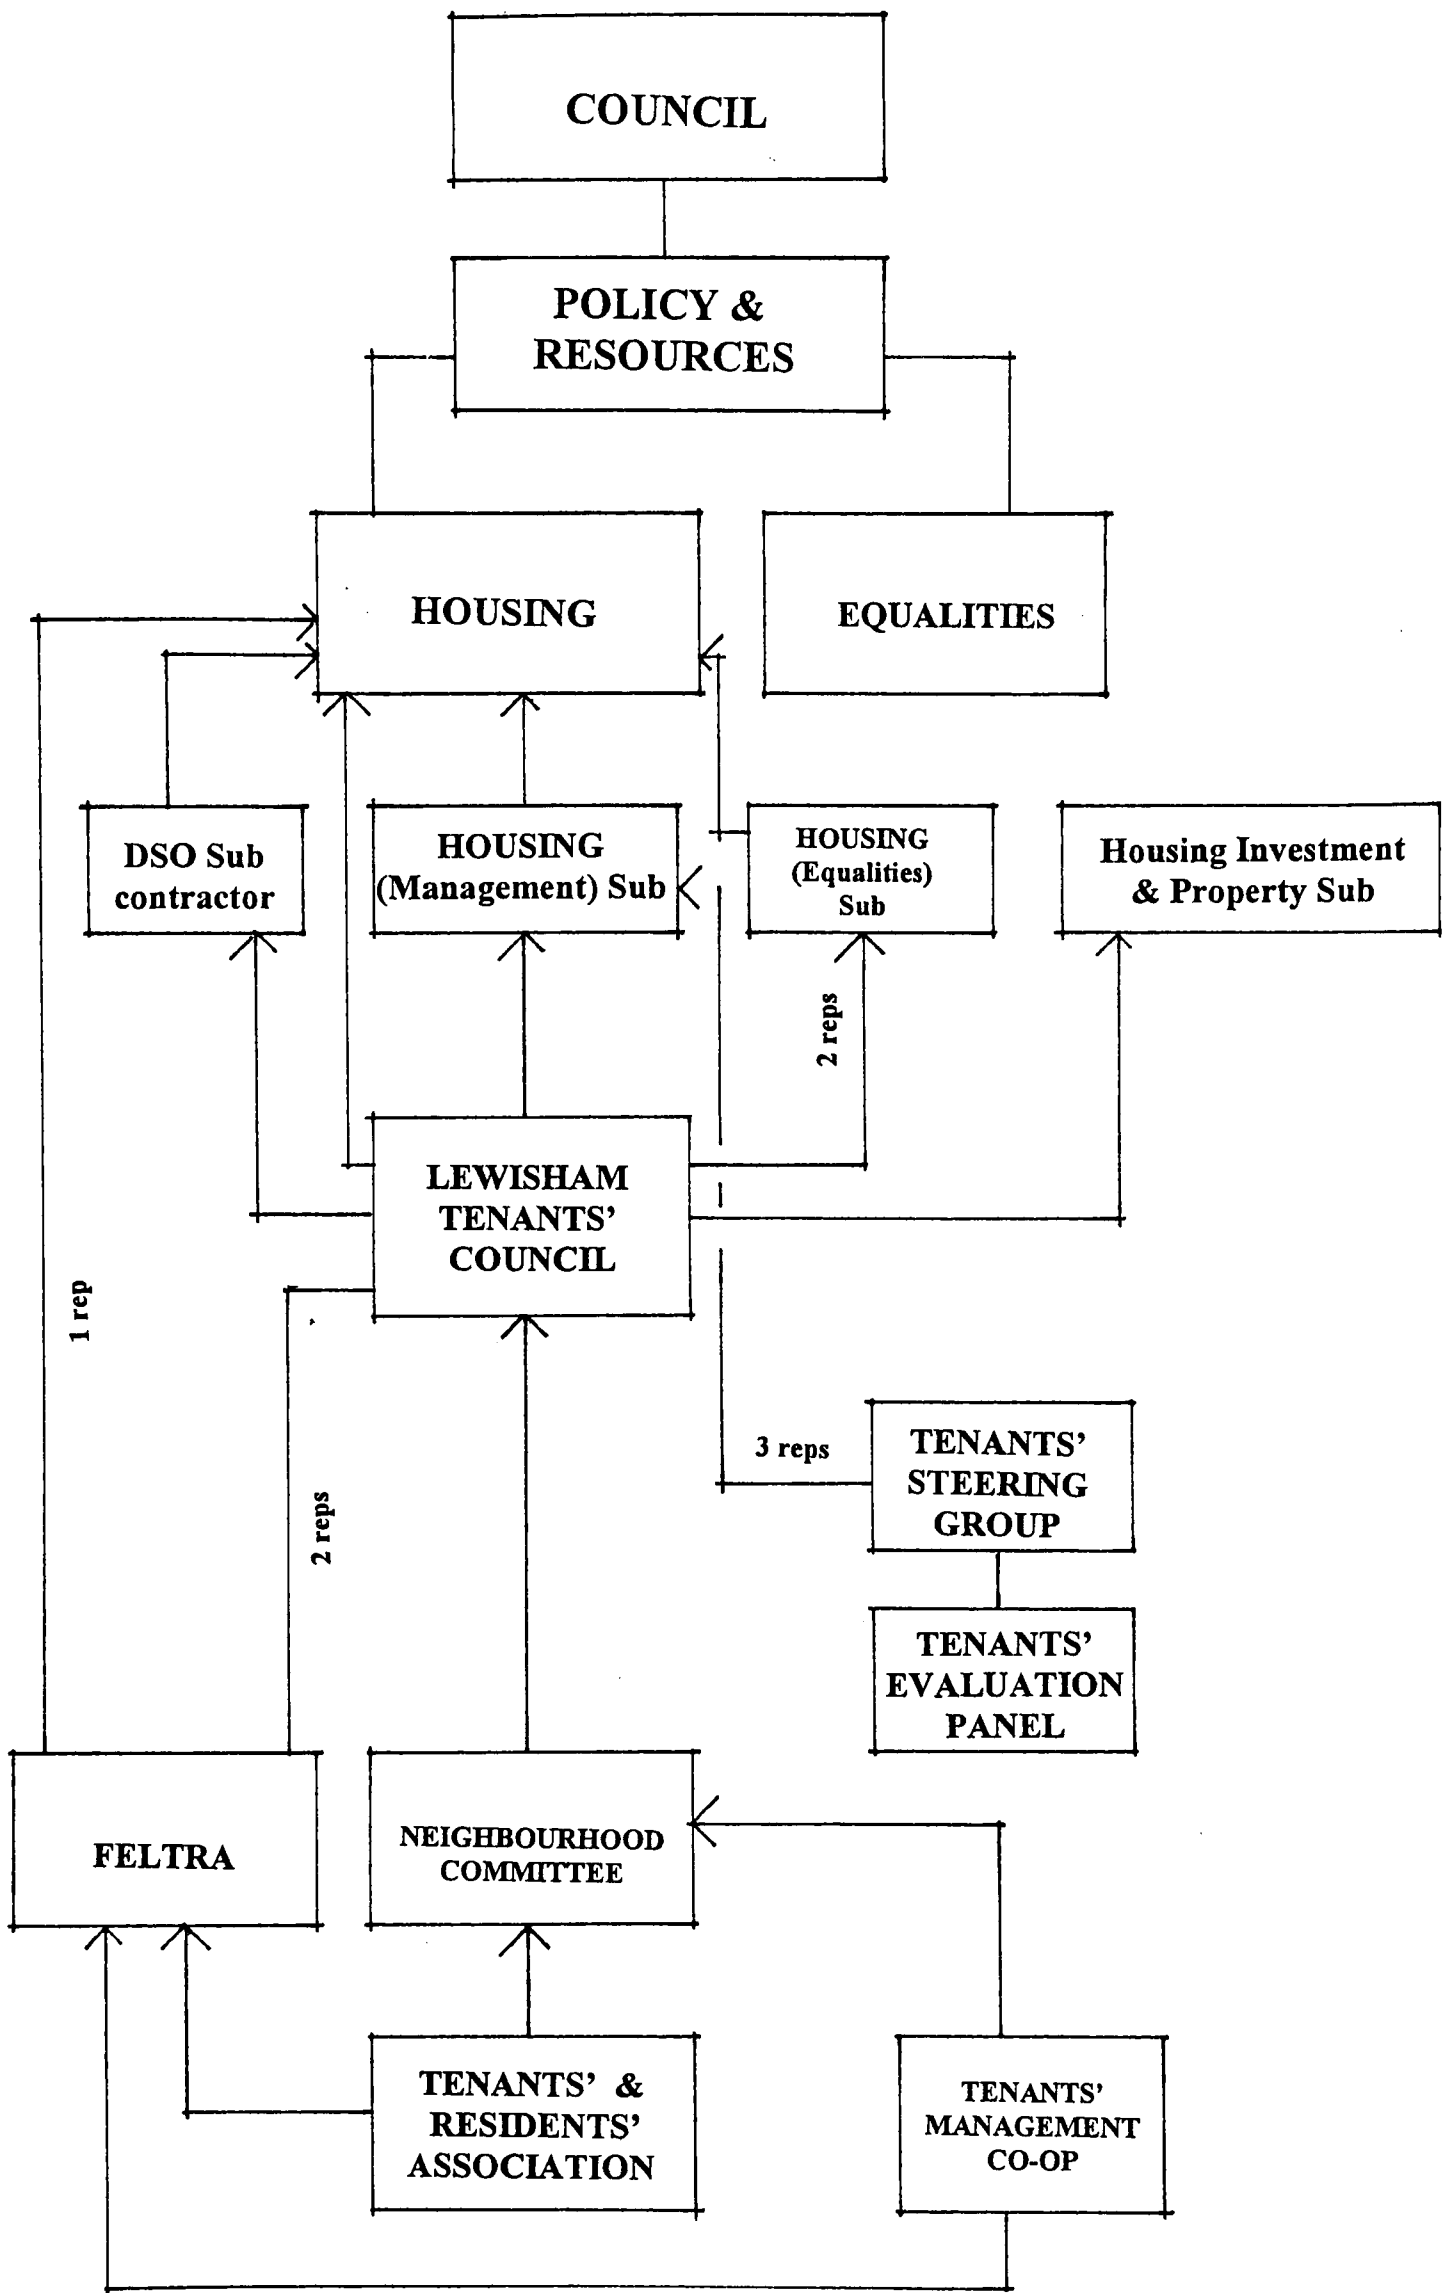 COUNCIL
POLICY &
RESOURCES
HOUSING
EQUALITIES
DSO Sub
contractor
HOUSING
(Management) Sub
HOUSING
(Equalities)
Sub
Housing Investment
& Property Sub
2 reps
LEWISHAM
TENANTS’
COUNCIL
1 rep
2 reps
3 reps
TENANTS’
STEERING
GROUP
TENANTS’
EVALUATION
PANEL
FELTRA
NEIGHBOURHOOD
COMMITTEE
TENANTS’ &
RESIDENTS’
ASSOCIATION
TENANTS’
MANAGEMENT
CO-OP